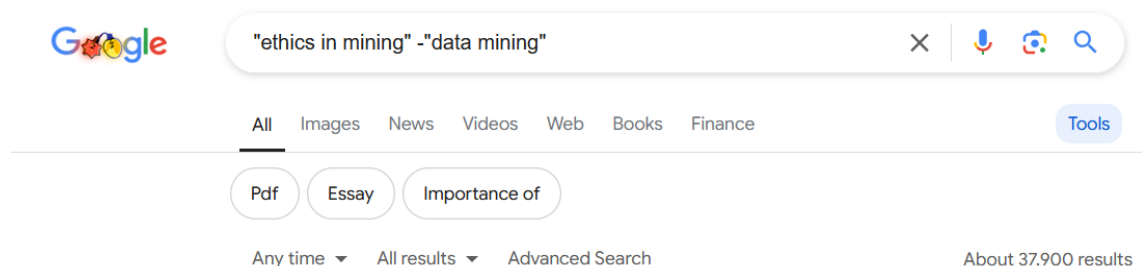 Google
"ethics in mining" -"data mining"
All Images News Videos Web Books Finance Tools
Pdf Essay Importance of
Any time All results Advanced Search About 37.900 results